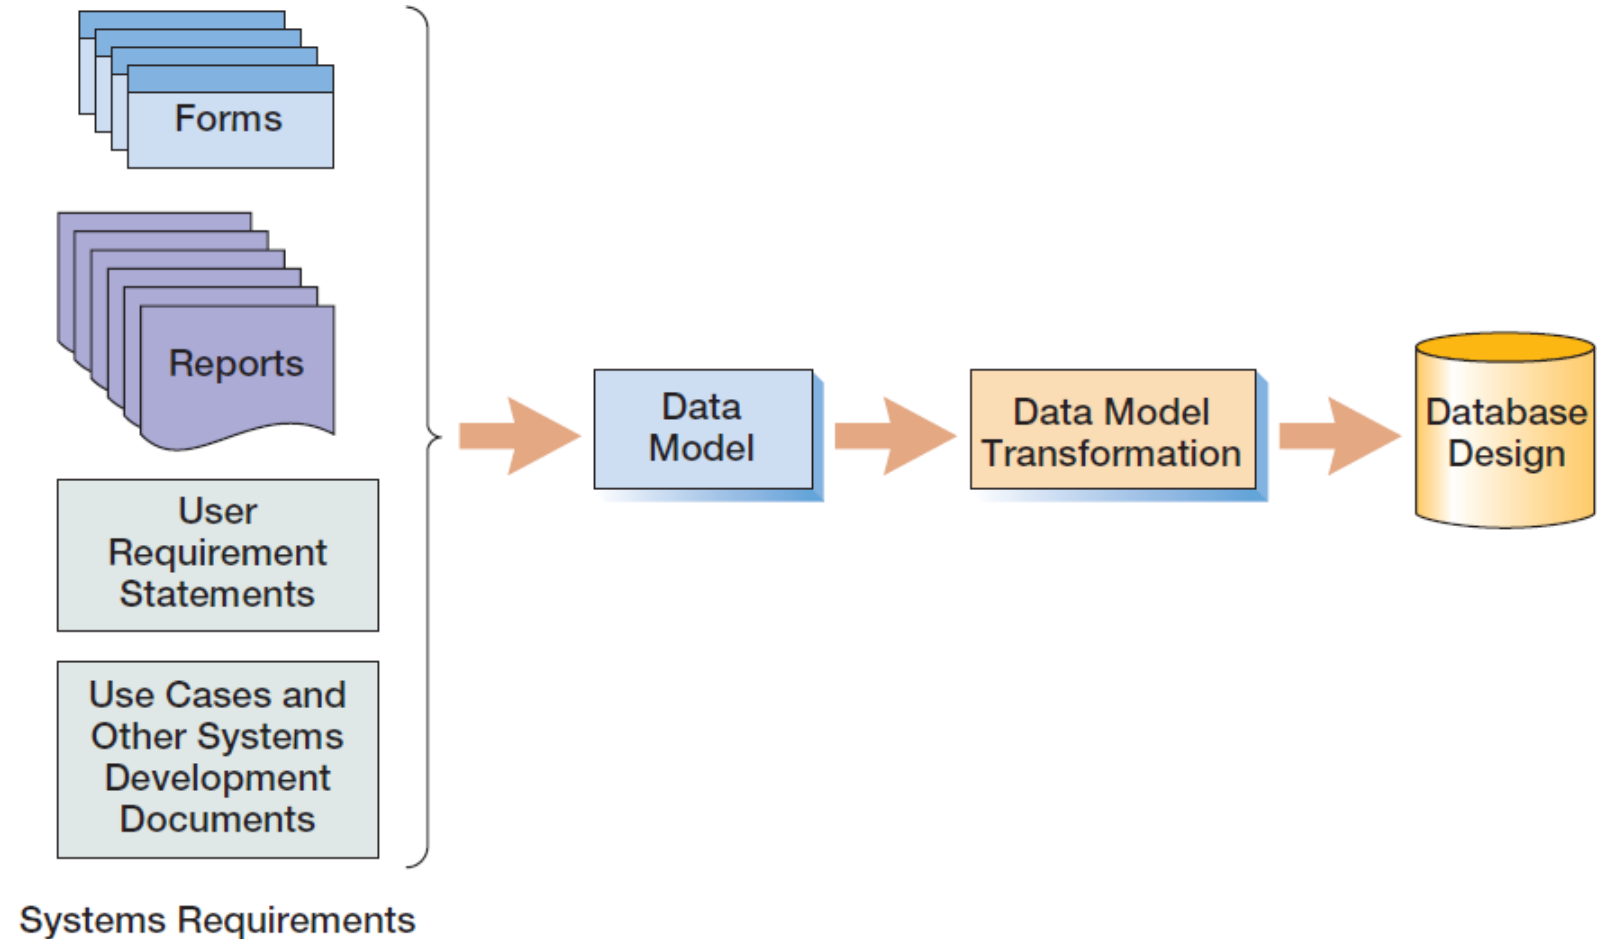 Forms
Reports
User
Requirement
Statements
Use Cases and
Other Systems
Development
Documents
Systems Requirements
Data
Model
Data Model
Transformation
Database
Design